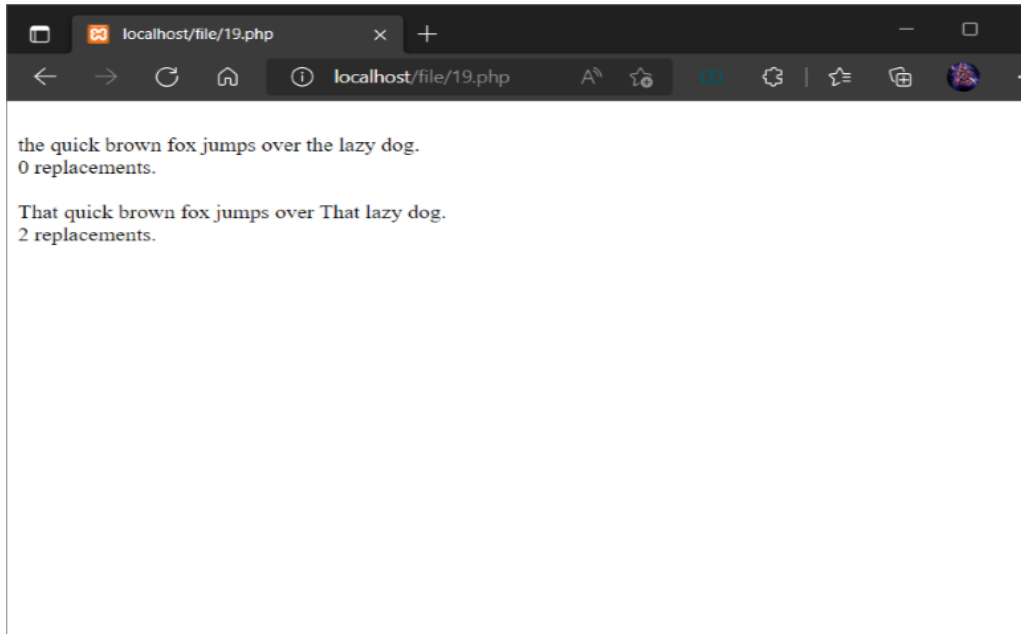 localhost/file/19.php
localhost/file/19.php
the quick brown fox jumps over the lazy dog.
0 replacements.
That quick brown fox jumps over That lazy dog.
2 replacements.